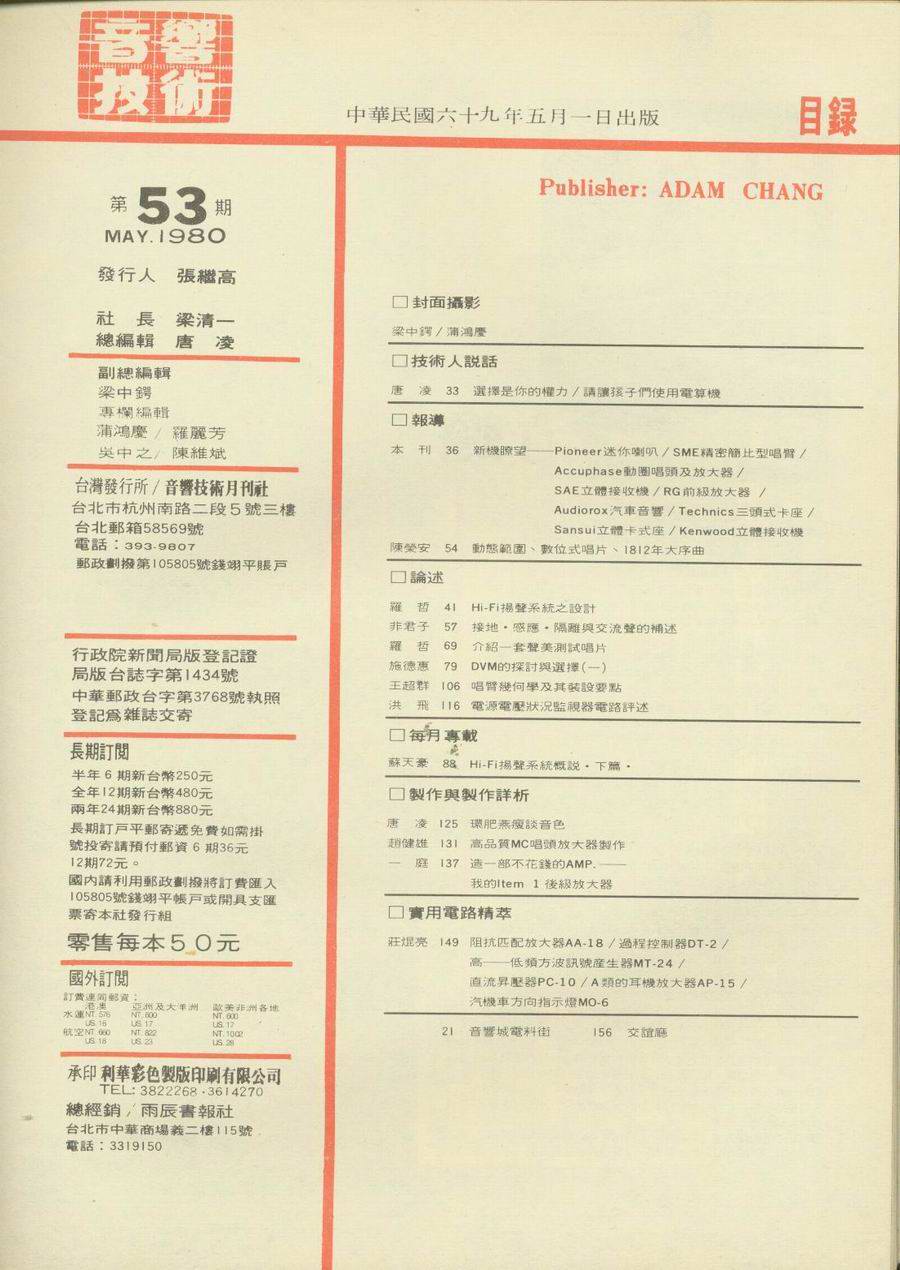 音響
技術
中華民國六十九年五月一日出版
目録
第53期
MAY.1980
發行人 張繼高
社 長 梁清一
總編輯 唐 凌
副總編輯
梁中鍔
專欄編輯
蒲鴻慶／羅麗芳
吳中之／陳維斌
台灣發行所／音響技術月刊社
台北市杭州南路二段5號三樓
台北郵箱58569號
電話：393-9807
郵政劃撥第105805號錢翊平賬戶
行政院新聞局版登記證
局版台誌字第1434號
中華郵政台字第3768號執照
登記爲雜誌交寄
長期訂閱
半年6期新台幣250元
全年12期新台幣480元
兩年24期新台幣880元
長期訂戶平郵寄遞免費如需掛
號投寄請預付郵資6期36元
12期72元。
國內請利用郵政劃撥將訂費匯入
105805號錢翊平帳戶或開具支匯
票寄本社發行組
零售每本50元
國外訂閱
訂費連同郵資：
港澳 亞洲及大洋洲 歐美非洲各地
水運NT.576 NT.600 NT.600
US.16 US.17 US.17
航空NT.660 NT.822 NT.1002
US.18 US.23 US.28
承印利華彩色製版印刷有限公司
TEL: 3822268·3614270
總經銷／雨辰書報社
台北市中華商場義二樓115號
電話：3319150
Publisher: ADAM CHANG
□封面攝影
梁中鍔／蒲鴻慶
□技術人説話
唐 凌 33 選擇是你的權力／請讓孩子們使用電算機
□報導
本 刊 36 新機瞭望——Pioneer迷你喇叭／SME精密簡比型唱臂／
Accuphase動圈唱頭及放大器／
SAE立體接收機／RG前級放大器／
Audiorox汽車音響／Technics三頭式卡座／
Sansui立體卡式座／Kenwood立體接收機
陳榮安 54 動態範圍、數位式唱片、1812年大序曲
□論述
羅 哲 41 Hi-Fi揚聲系統之設計
非君子 57 接地・感應・隔離與交流聲的補述
羅 哲 69 介紹一套聲美測試唱片
施德惠 79 DVM的探討與選擇(一)
王超群 106 唱臂幾何學及其裝設要點
洪 飛 116 電源電壓狀況監視器電路評述
□每月專載
蘇天豪 88 Hi-Fi揚聲系統概説・下篇・
□製作與製作詳析
唐 凌 125 環肥燕瘦談音色
趙健雄 131 高品質MC唱頭放大器製作
一 庭 137 造一部不花錢的AMP.——
我的Item 1 後級放大器
□實用電路精萃
莊焜亮 149 阻抗匹配放大器AA-18／過程控制器DT-2／
高——低頻方波訊號産生器MT-24／
直流昇壓器PC-10／A類的耳機放大器AP-15／
汽機車方向指示燈MO-6
21 音響城電料街 156 交誼廳